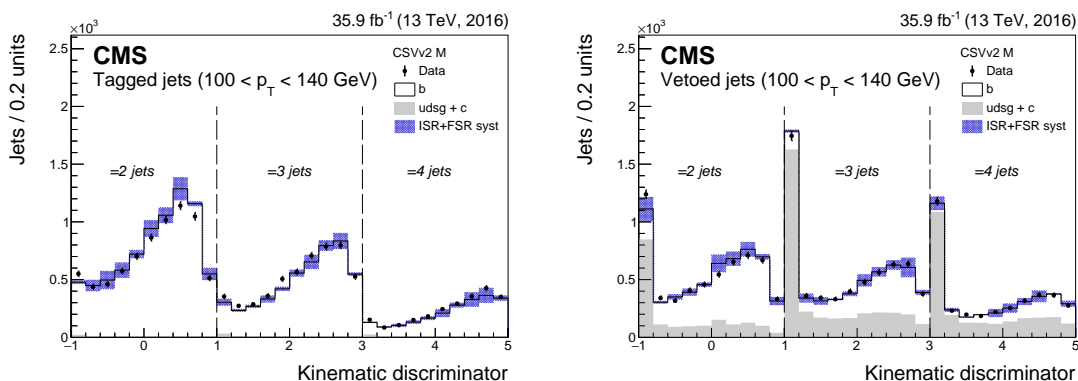 35.9 fb⁻¹ (13 TeV, 2016)
×10³
Jets / 0.2 units
2.5
2
1.5
1
0.5
0
CMS
Tagged jets (100 < p_T < 140 GeV)
CSVv2 M
Data
b
udsg + c
ISR+FSR syst
=2 jets
=3 jets
=4 jets
−1 0 1 2 3 4 5
Kinematic discriminator
35.9 fb⁻¹ (13 TeV, 2016)
×10³
Jets / 0.2 units
2.5
2
1.5
1
0.5
0
CMS
Vetoed jets (100 < p_T < 140 GeV)
CSVv2 M
Data
b
udsg + c
ISR+FSR syst
=2 jets
=3 jets
=4 jets
−1 0 1 2 3 4 5
Kinematic discriminator